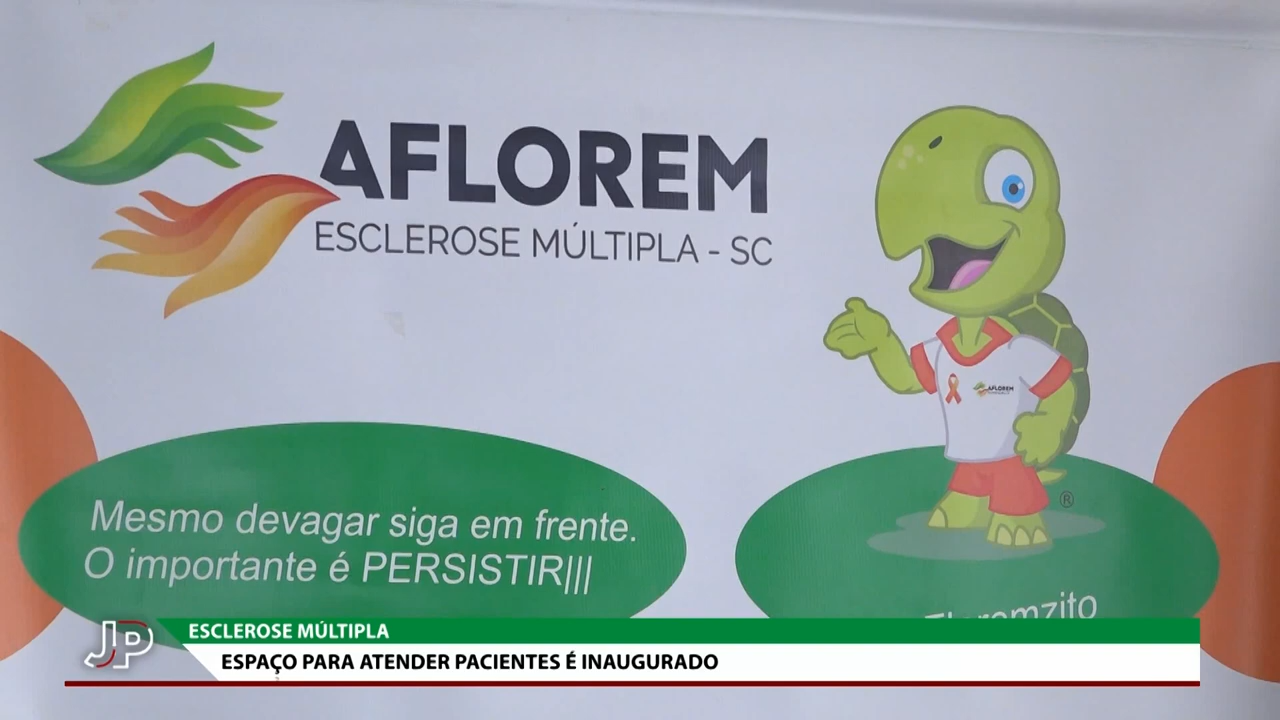 AFLOREM
ESCLEROSE MÚLTIPLA - SC
AFLOREM
®
Mesmo devagar siga em frente.
O importante é PERSISTIR|||
JP
ESCLEROSE MÚLTIPLA
ESPAÇO PARA ATENDER PACIENTES É INAUGURADO